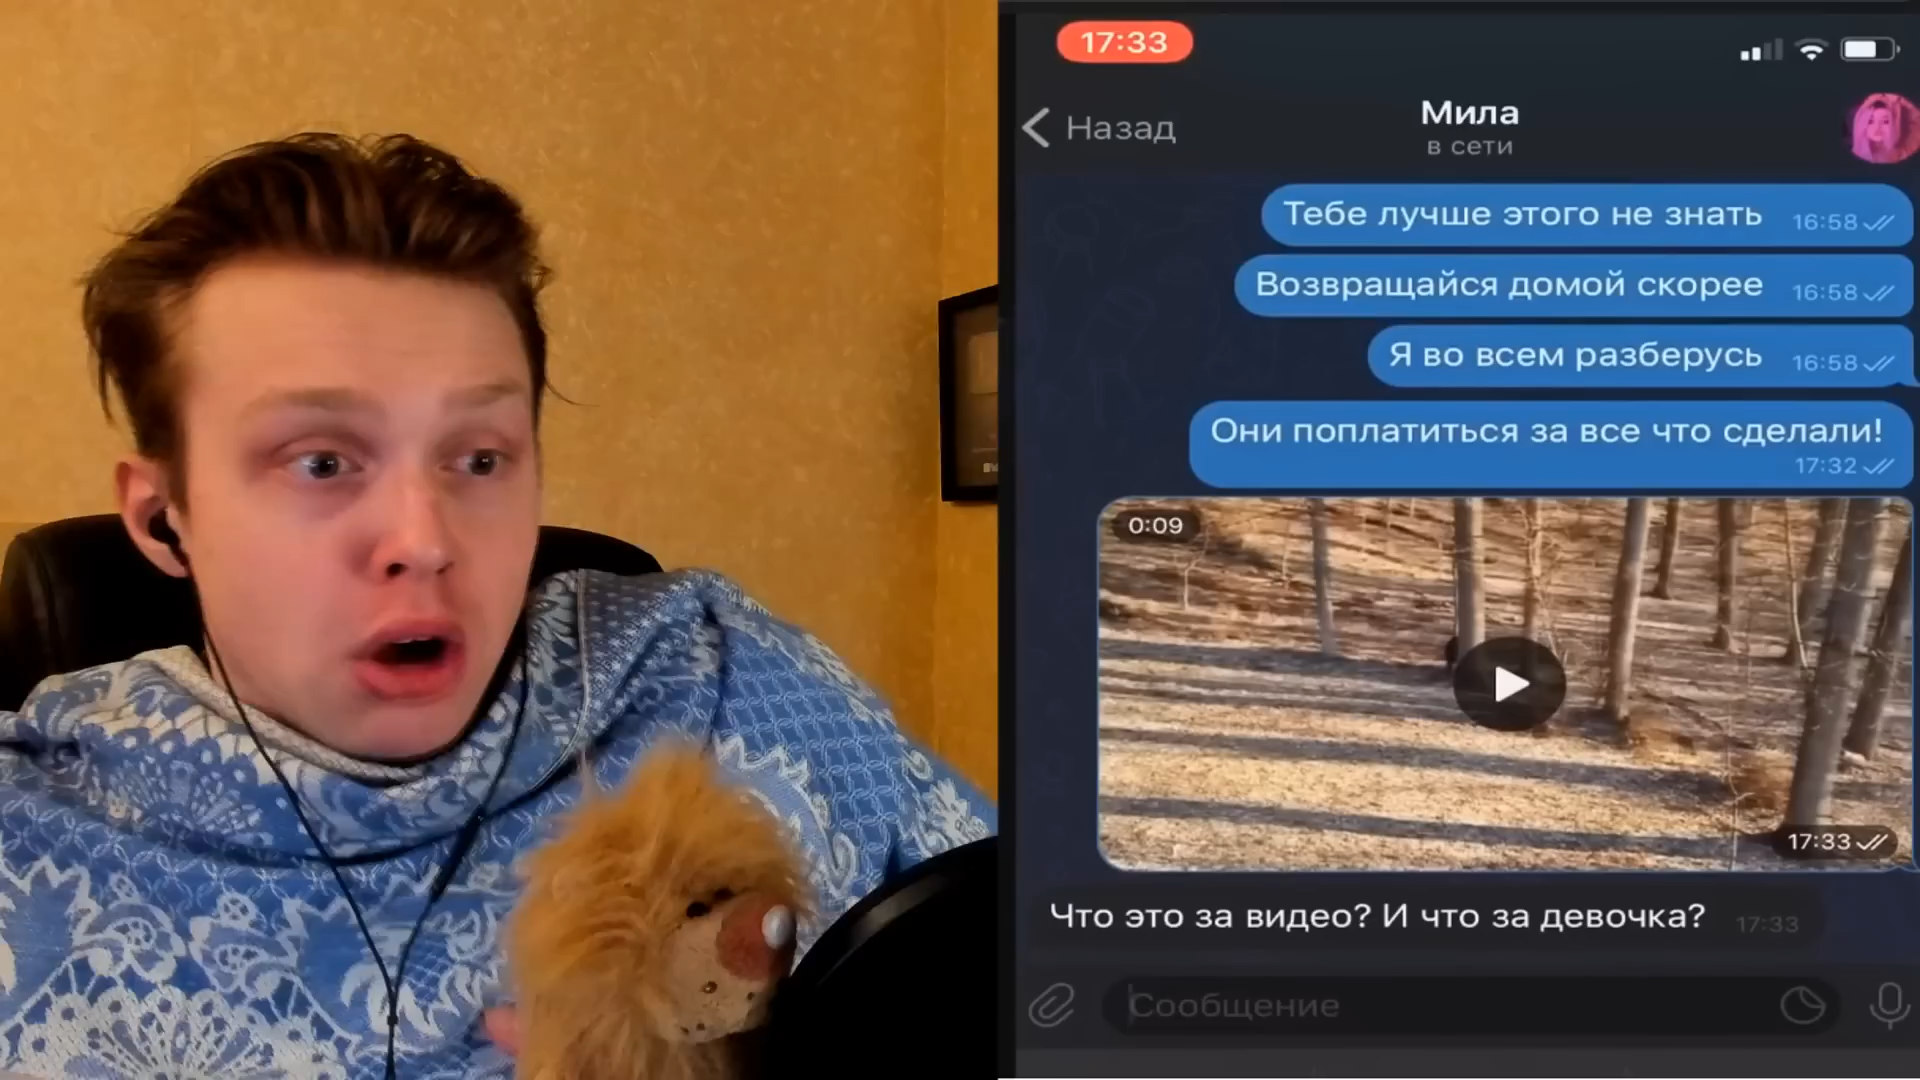 17:33
Назад
Мила
в сети
Тебе лучше этого не знать 16:58
Возвращайся домой скорее 16:58
Я во всем разберусь 16:58
Они поплатиться за все что сделали!
17:32
0:09
17:33
Что это за видео? И что за девочка? 17:33
Сообщение